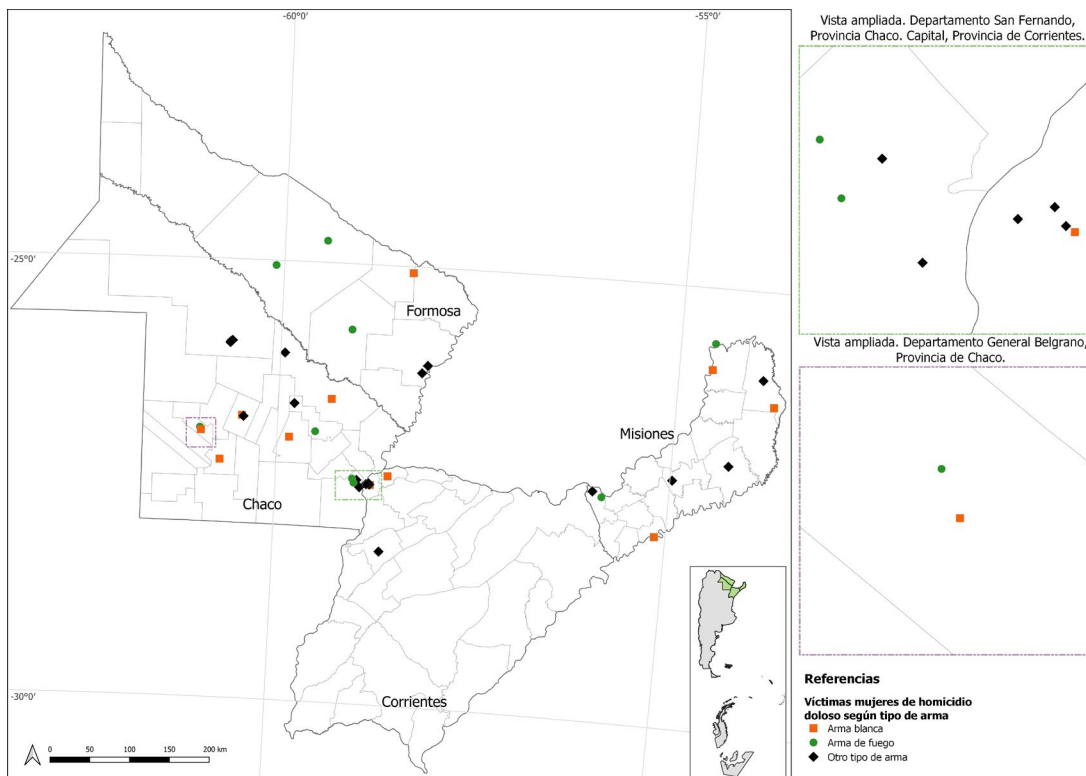 -60°0'
-55°0'
-25°0'
-30°0'
Formosa
Misiones
Chaco
Corrientes
0 50 100 150 200 km
Vista ampliada. Departamento San Fernando,
Provincia Chaco. Capital, Provincia de Corrientes.
Vista ampliada. Departamento General Belgrano,
Provincia de Chaco.
Referencias
Víctimas mujeres de homicidio
doloso según tipo de arma
Arma blanca
Arma de fuego
Otro tipo de arma